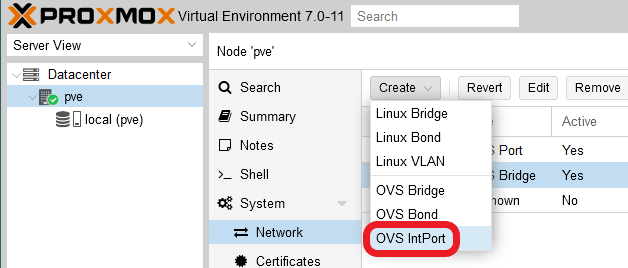 PROXMOX Virtual Environment 7.0-11 Search
Server View
Node 'pve'
Datacenter
pve
local (pve)
Search
Summary
Notes
Shell
System
Network
Certificates
Create Revert Edit Remove
Linux Bridge
Linux Bond
Linux VLAN
OVS Bridge
OVS Bond
OVS IntPort
Active
Port Yes
Bridge Yes
No